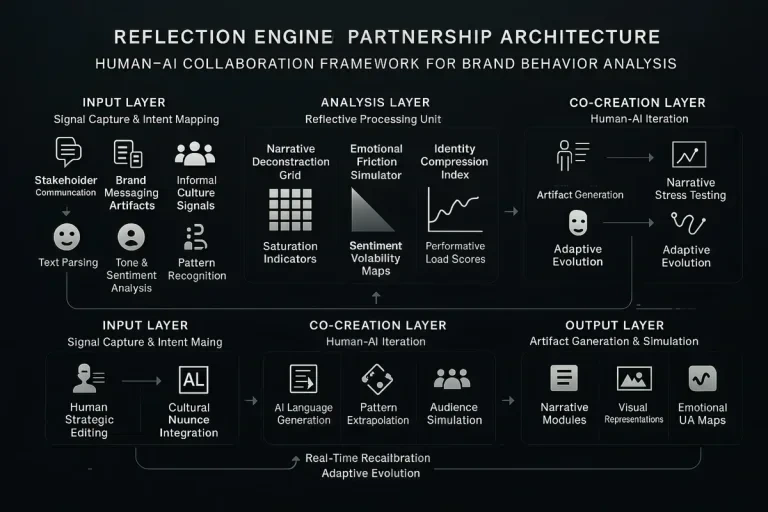 REFLECTION ENGINE PARTNERSHIP ARCHITECTURE
HUMAN–AI COLLABORATION FRAMEWORK FOR BRAND BEHAVIOR ANALYSIS
INPUT LAYER
Signal Capture & Intent Mapping
Stakeholder
Communcation
Brand
Messaging
Artifacts
Informal
Culture
Signals
Text Parsing
Tone &
Sentiment
Analysis
Pattern
Recognition
ANALYSIS LAYER
Reflective Processing Unit
Narrative
Deconstraction
Grid
Emotional
Friction
Simulator
Identity
Compression
Index
Saturation
Indicators
Sentiment
Volability
Maps
Performative
Load Scores
CO-CREATION LAYER
Human-AI Iteration
Artifact Generation
Narrative
Stress Testing
Adaptive
Evolution
Adaptive
Evolution
INPUT LAYER
Signal Capture & Intent Maing
Human
Strategic
Editing
AL
Cultural
Nuunce
Integration
CO-CREATION LAYER
Human-AI Iteration
AI Language
Generation
Pattern
Extrapolation
Audience
Simulation
OUTPUT LAYER
Artifact Ganeration & Simulation
Narrative
Modules
Visual
Representations
Emotional
UA Maps
Real-Time Recailbration
Adaptive Evolution